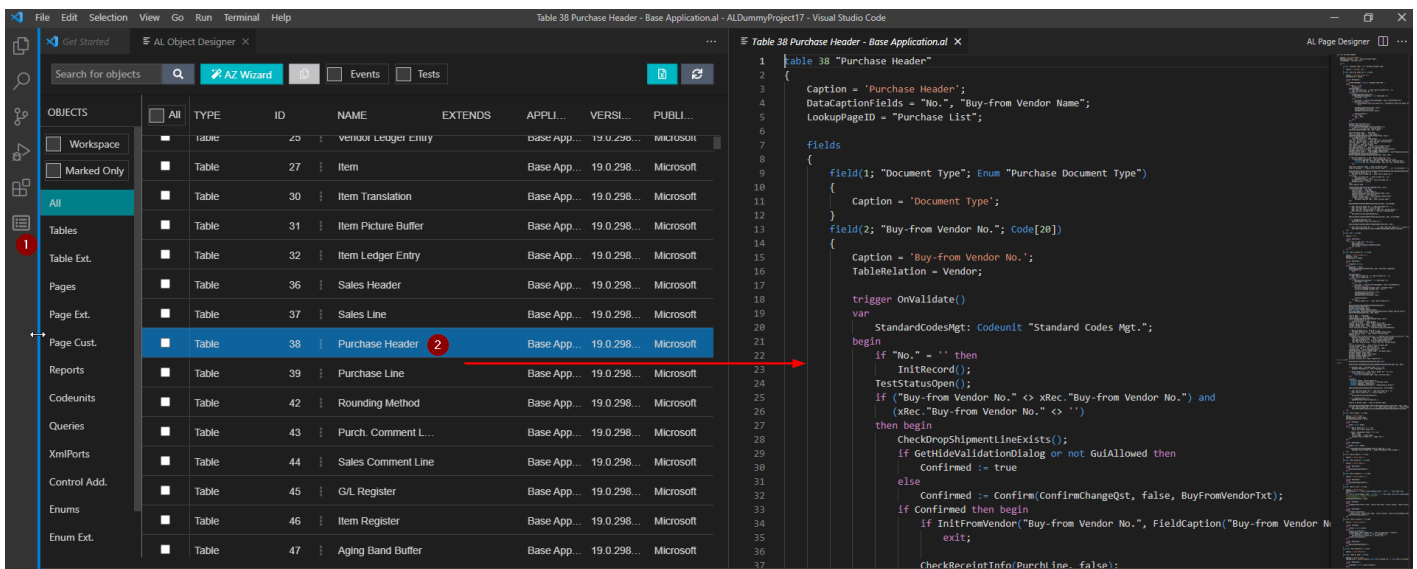 File Edit Selection View Go Run Terminal Help
Table 38 Purchase Header - Base Application.al - ALDummyProject17 - Visual Studio Code
Get Started
AL Object Designer
Table 38 Purchase Header - Base Application.al
AL Page Designer
Search for objects
AZ Wizard
Events
Tests
OBJECTS
Workspace
Marked Only
All
Tables
Table Ext.
Pages
Page Ext.
Page Cust.
Reports
Codeunits
Queries
XmlPorts
Control Add.
Enums
Enum Ext.
1
All TYPE ID NAME EXTENDS APPLI... VERSI... PUBLI...
Table 25 Vendor Ledger Entry Base App... 19.0.298... Microsoft
Table 27 Item Base App... 19.0.298... Microsoft
Table 30 Item Translation Base App... 19.0.298... Microsoft
Table 31 Item Picture Buffer Base App... 19.0.298... Microsoft
Table 32 Item Ledger Entry Base App... 19.0.298... Microsoft
Table 36 Sales Header Base App... 19.0.298... Microsoft
Table 37 Sales Line Base App... 19.0.298... Microsoft
Table 38 Purchase Header 2 Base App... 19.0.298... Microsoft
Table 39 Purchase Line Base App... 19.0.298... Microsoft
Table 42 Rounding Method Base App... 19.0.298... Microsoft
Table 43 Purch. Comment L... Base App... 19.0.298... Microsoft
Table 44 Sales Comment Line Base App... 19.0.298... Microsoft
Table 45 G/L Register Base App... 19.0.298... Microsoft
Table 46 Item Register Base App... 19.0.298... Microsoft
Table 47 Aging Band Buffer Base App... 19.0.298... Microsoft
1 table 38 "Purchase Header"
2 {
3 Caption = 'Purchase Header';
4 DataCaptionFields = "No.", "Buy-from Vendor Name";
5 LookupPageID = "Purchase List";
6
7 fields
8 {
9 field(1; "Document Type"; Enum "Purchase Document Type")
10 {
11 Caption = 'Document Type';
12 }
13 field(2; "Buy-from Vendor No."; Code[20])
14 {
15 Caption = 'Buy-from Vendor No.';
16 TableRelation = Vendor;
17
18 trigger OnValidate()
19 var
20 StandardCodesMgt: Codeunit "Standard Codes Mgt.";
21 begin
22 if "No." = '' then
23 InitRecord();
24 TestStatusOpen();
25 if ("Buy-from Vendor No." <> xRec."Buy-from Vendor No.") and
26 (xRec."Buy-from Vendor No." <> '')
27 then begin
28 CheckDropShipmentLineExists();
29 if GetHideValidationDialog or not GuiAllowed then
30 Confirmed := true
31 else
32 Confirmed := Confirm(ConfirmChangeQst, false, BuyFromVendorTxt);
33 if Confirmed then begin
34 if InitFromVendor("Buy-from Vendor No.", FieldCaption("Buy-from Vendor
35 exit;
36
37 CheckReceiptInfo(PurchLine, false);